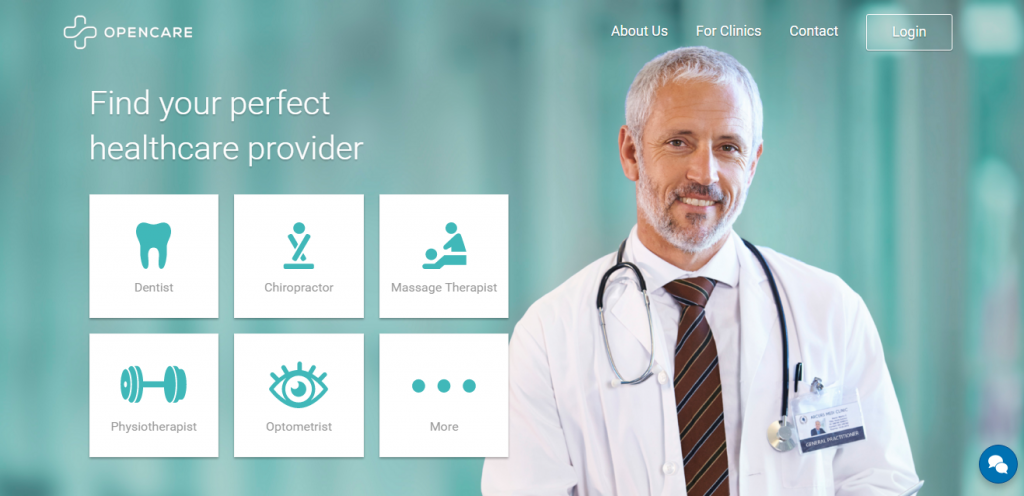 OPENCARE
About Us
For Clinics
Contact
Login
Find your perfect
healthcare provider
Dentist
Chiropractor
Massage Therapist
Physiotherapist
Optometrist
More
GENERAL PRACTITIONER